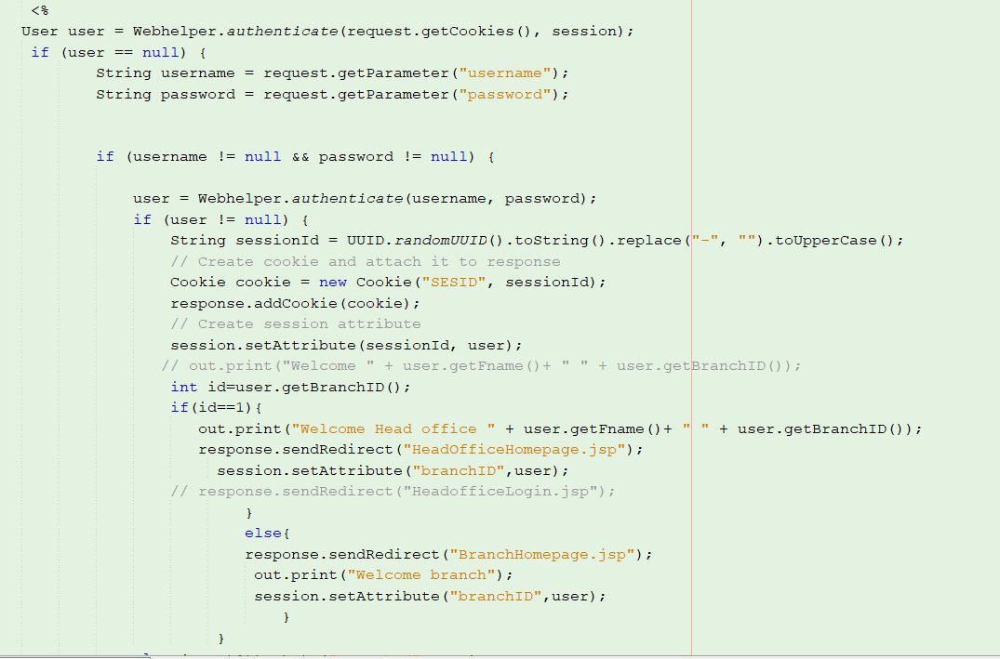 <%
User user = Webhelper.authenticate(request.getCookies(), session);
if (user == null) {
String username = request.getParameter("username");
String password = request.getParameter("password");
if (username != null && password != null) {
user = Webhelper.authenticate(username, password);
if (user != null) {
String sessionId = UUID.randomUUID().toString().replace("-", "").toUpperCase();
// Create cookie and attach it to response
Cookie cookie = new Cookie("SESID", sessionId);
response.addCookie(cookie);
// Create session attribute
session.setAttribute(sessionId, user);
// out.print("Welcome " + user.getFname()+ " " + user.getBranchID());
int id=user.getBranchID();
if(id==1){
out.print("Welcome Head office " + user.getFname()+ " " + user.getBranchID());
response.sendRedirect("HeadOfficeHomepage.jsp");
session.setAttribute("branchID",user);
// response.sendRedirect("HeadofficeLogin.jsp");
}
else{
response.sendRedirect("BranchHomepage.jsp");
out.print("Welcome branch");
session.setAttribute("branchID",user);
}
}